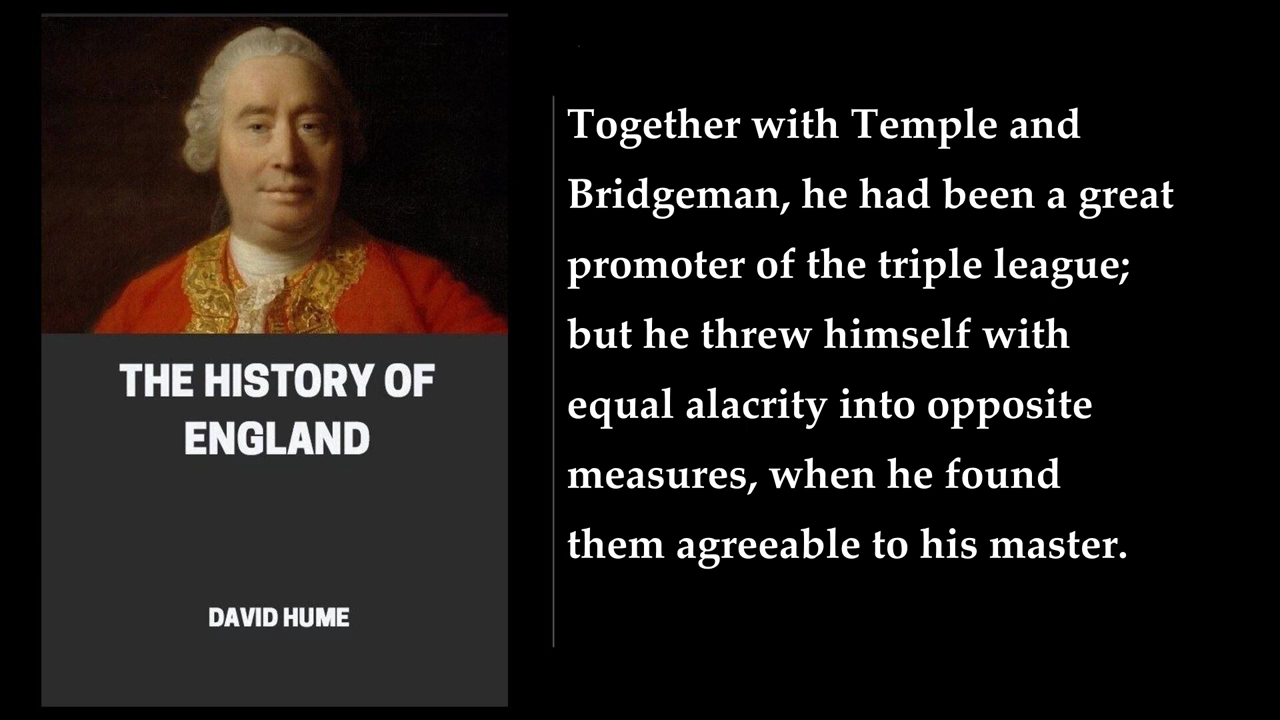 THE HISTORY OF
ENGLAND
DAVID HUME
Together with Temple and
Bridgeman, he had been a great
promoter of the triple league;
but he threw himself with
equal alacrity into opposite
measures, when he found
them agreeable to his master.